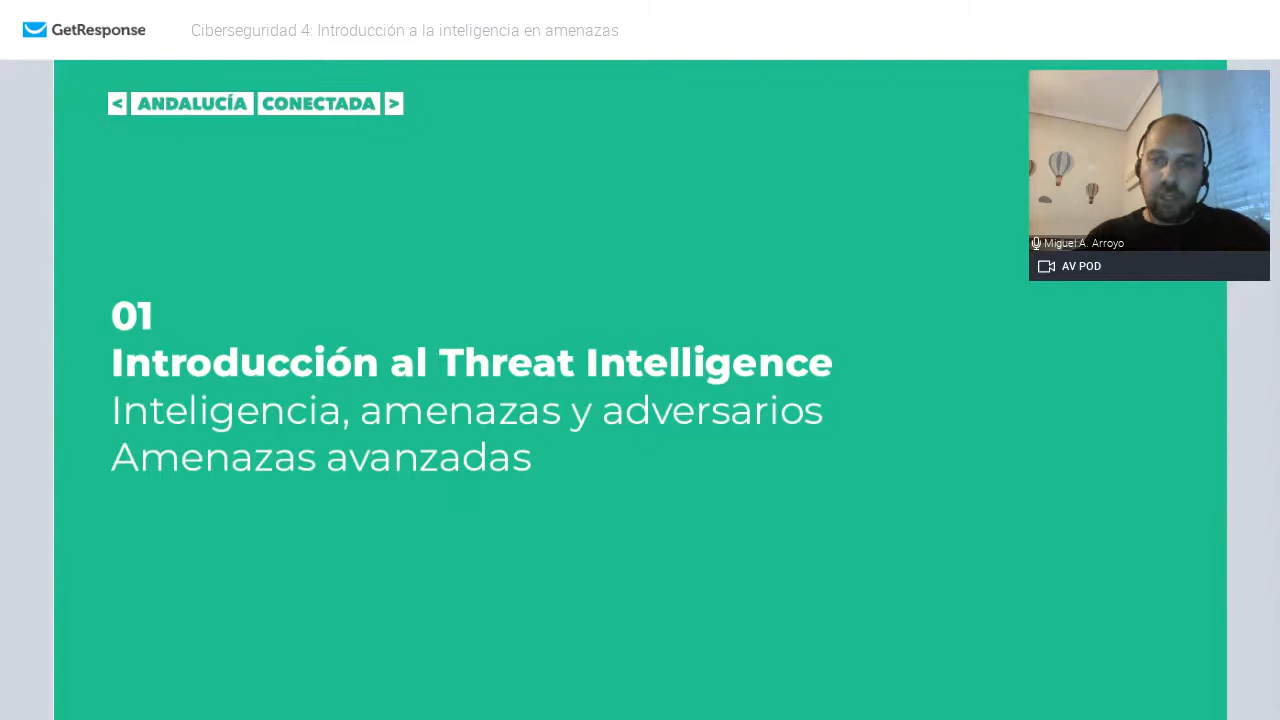 GetResponse
Ciberseguridad 4: Introducción a la inteligencia en amenazas
< ANDALUCÍA CONECTADA >
Miguel A. Arroyo
AV POD
01
Introducción al Threat Intelligence
Inteligencia, amenazas y adversarios
Amenazas avanzadas